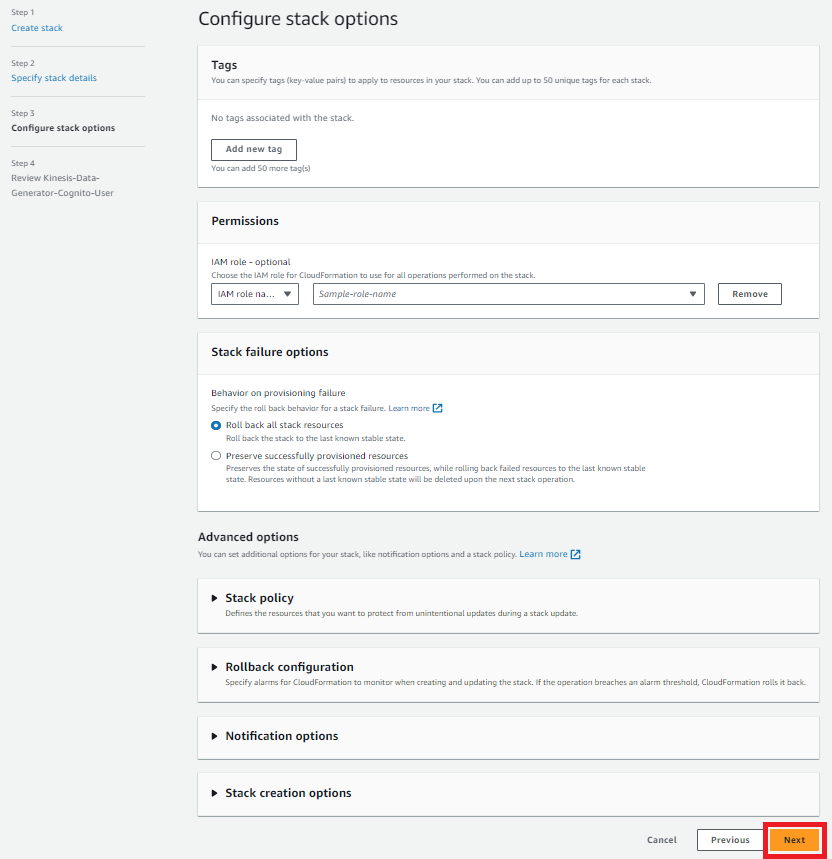 Step 1
Create stack
Step 2
Specify stack details
Step 3
Configure stack options
Step 4
Review Kinesis-Data-
Generator-Cognito-User
Configure stack options
Tags
You can specify tags (key-value pairs) to apply to resources in your stack. You can add up to 50 unique tags for each stack.
No tags associated with the stack.
Add new tag
You can add 50 more tag(s)
Permissions
IAM role - optional
Choose the IAM role for CloudFormation to use for all operations performed on the stack.
IAM role na...
Sample-role-name
Remove
Stack failure options
Behavior on provisioning failure
Specify the roll back behavior for a stack failure. Learn more
Roll back all stack resources
Roll back the stack to the last known stable state.
Preserve successfully provisioned resources
Preserves the state of successfully provisioned resources, while rolling back failed resources to the last known stable
state. Resources without a last known stable state will be deleted upon the next stack operation.
Advanced options
You can set additional options for your stack, like notification options and a stack policy. Learn more
Stack policy
Defines the resources that you want to protect from unintentional updates during a stack update.
Rollback configuration
Specify alarms for CloudFormation to monitor when creating and updating the stack. If the operation breaches an alarm threshold, CloudFormation rolls it back.
Notification options
Stack creation options
Cancel
Previous
Next